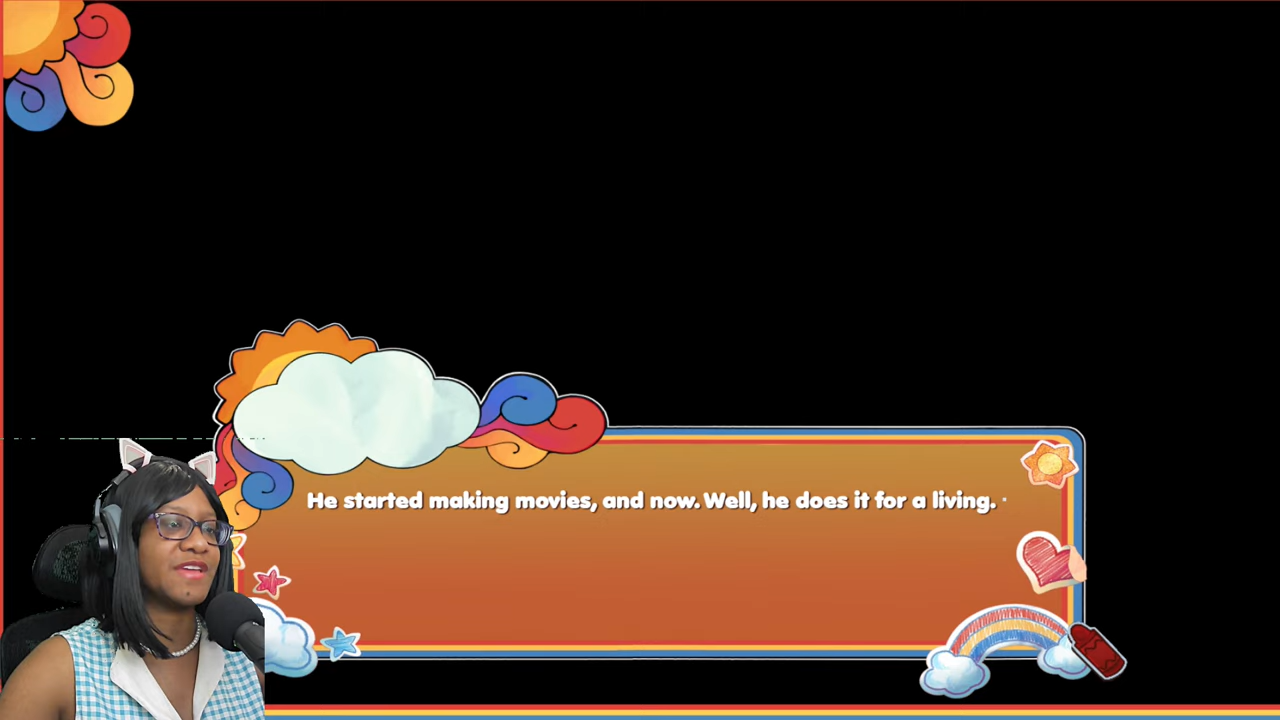 He started making movies, and now. Well, he does it for a living.